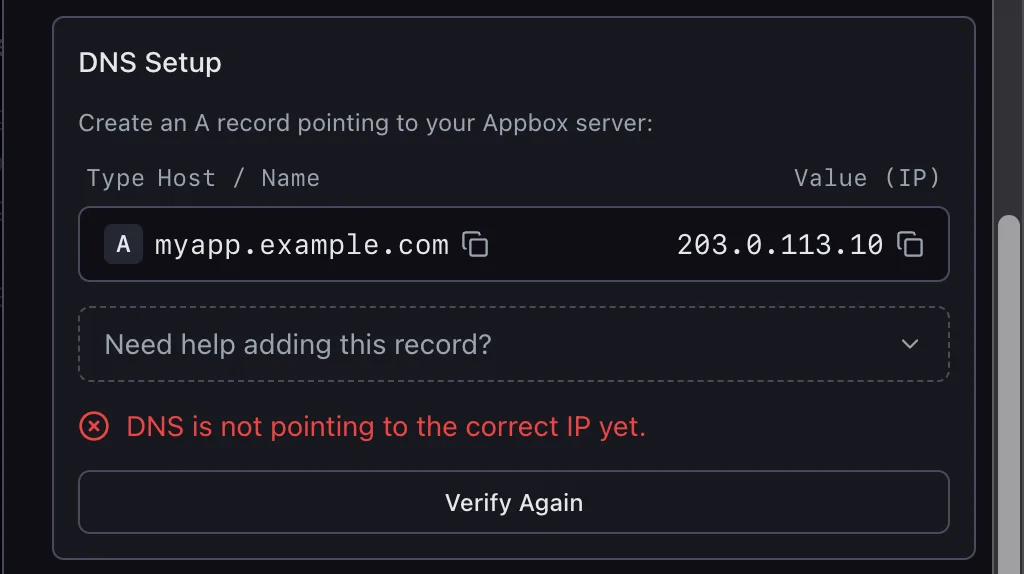 DNS Setup
Create an A record pointing to your Appbox server:
Type Host / Name Value (IP)
A myapp.example.com 203.0.113.10
Need help adding this record?
DNS is not pointing to the correct IP yet.
Verify Again